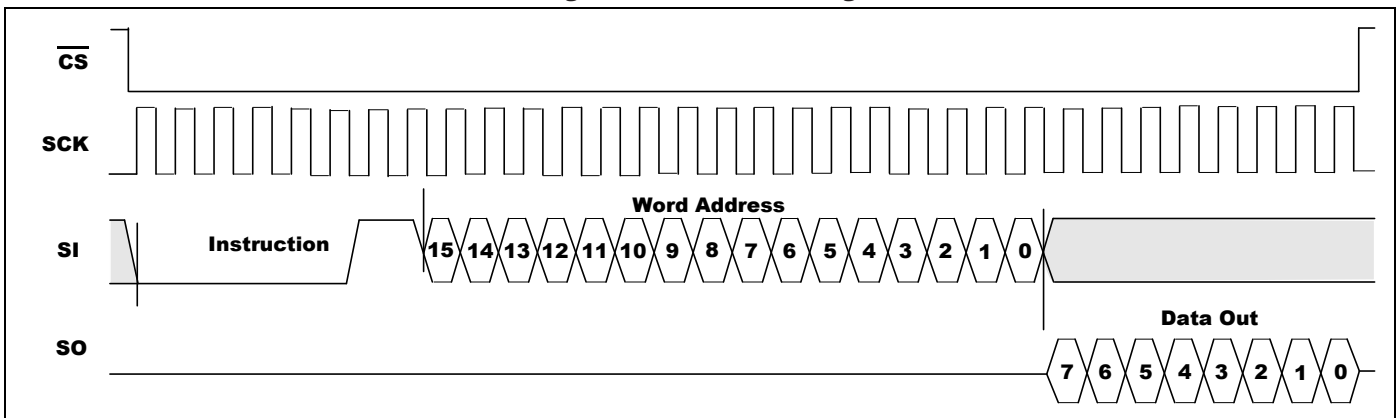 CS
SCK
Word Address
SI Instruction 15 14 13 12 11 10 9 8 7 6 5 4 3 2 1 0
Data Out
SO 7 6 5 4 3 2 1 0